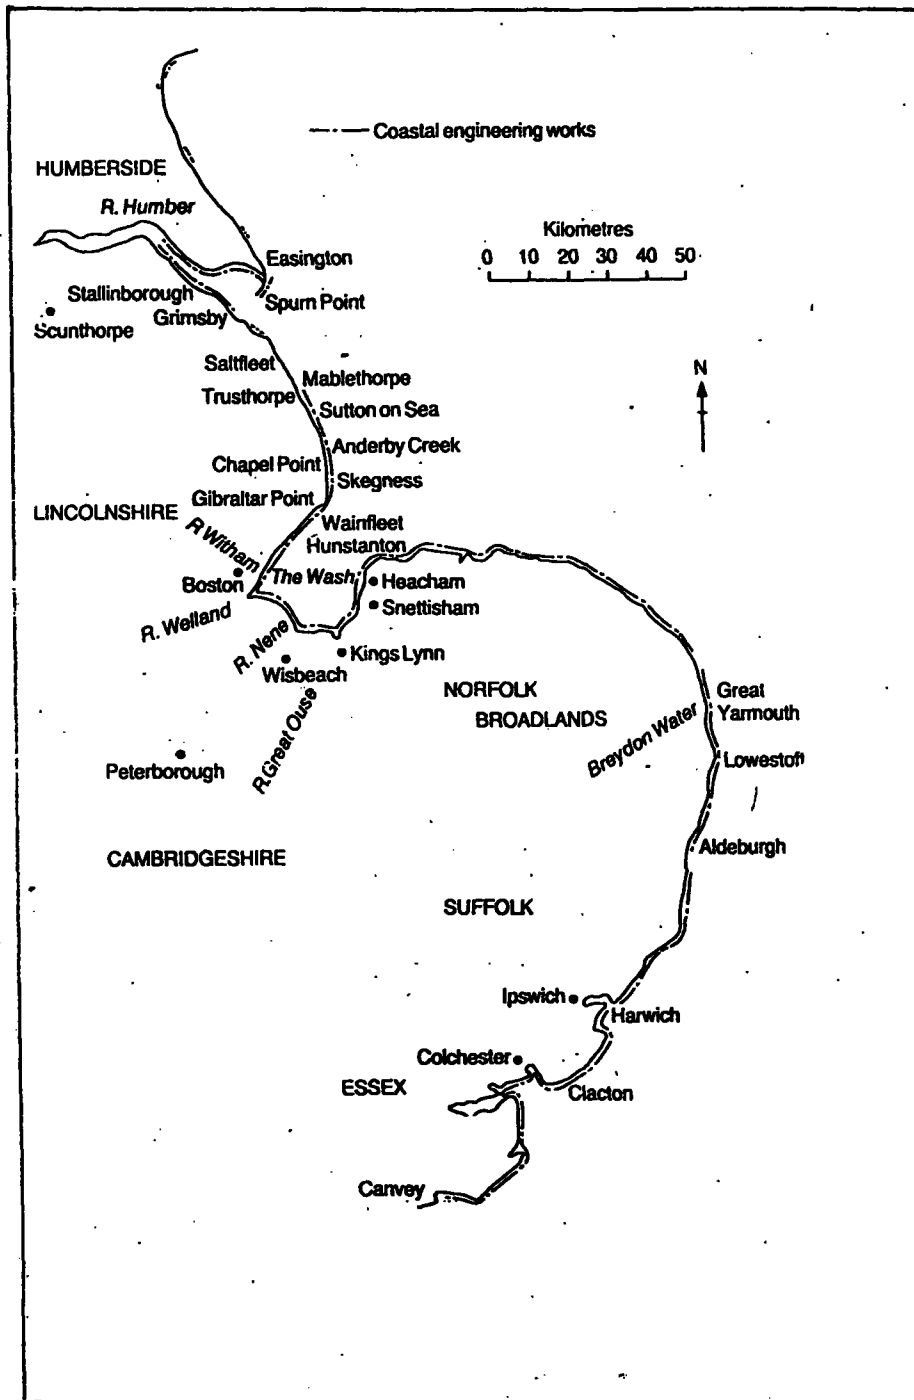 Coastal engineering works
HUMBERSIDE
R. Humber
Kilometres
0 10 20 30 40 50
Easington
Stallinborough
Spurn Point
Grimsby
Scunthorpe
N
Saltfleet
Mablethorpe
Trusthorpe
Sutton on Sea
Anderby Creek
Chapel Point
Skegness
Gibraltar Point
LINCOLNSHIRE
R Witham
Wainfleet
Hunstanton
The Wash
Boston
Heacham
R. Welland
Snettisham
R. Nene
Kings Lynn
Wisbeach
NORFOLK
BROADLANDS
Great
Yarmouth
Breydon Water
R.Great Ouse
Peterborough
Lowestoft
Aldeburgh
CAMBRIDGESHIRE
SUFFOLK
Ipswich
Harwich
Colchester
ESSEX
Clacton
Canvey